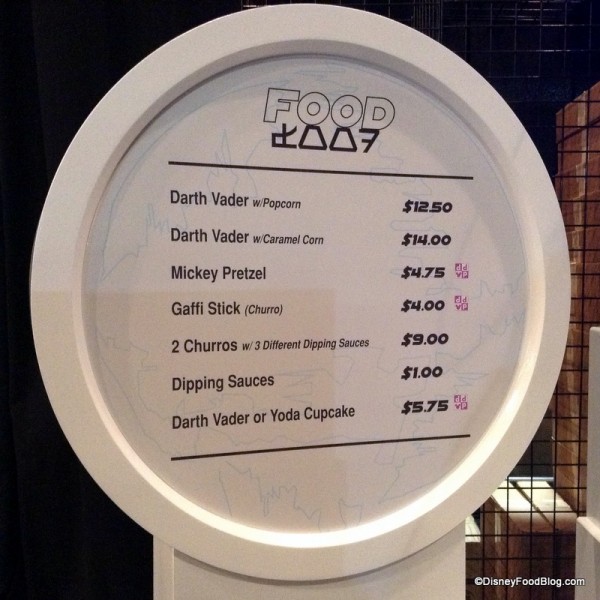 FOOD
Darth Vader w/Popcorn $12.50
Darth Vader w/Caramel Corn $14.00
Mickey Pretzel $4.75
Gaffi Stick (Churro) $4.00
2 Churros w/ 3 Different Dipping Sauces $9.00
Dipping Sauces $1.00
Darth Vader or Yoda Cupcake $5.75
©DisneyFoodBlog.com